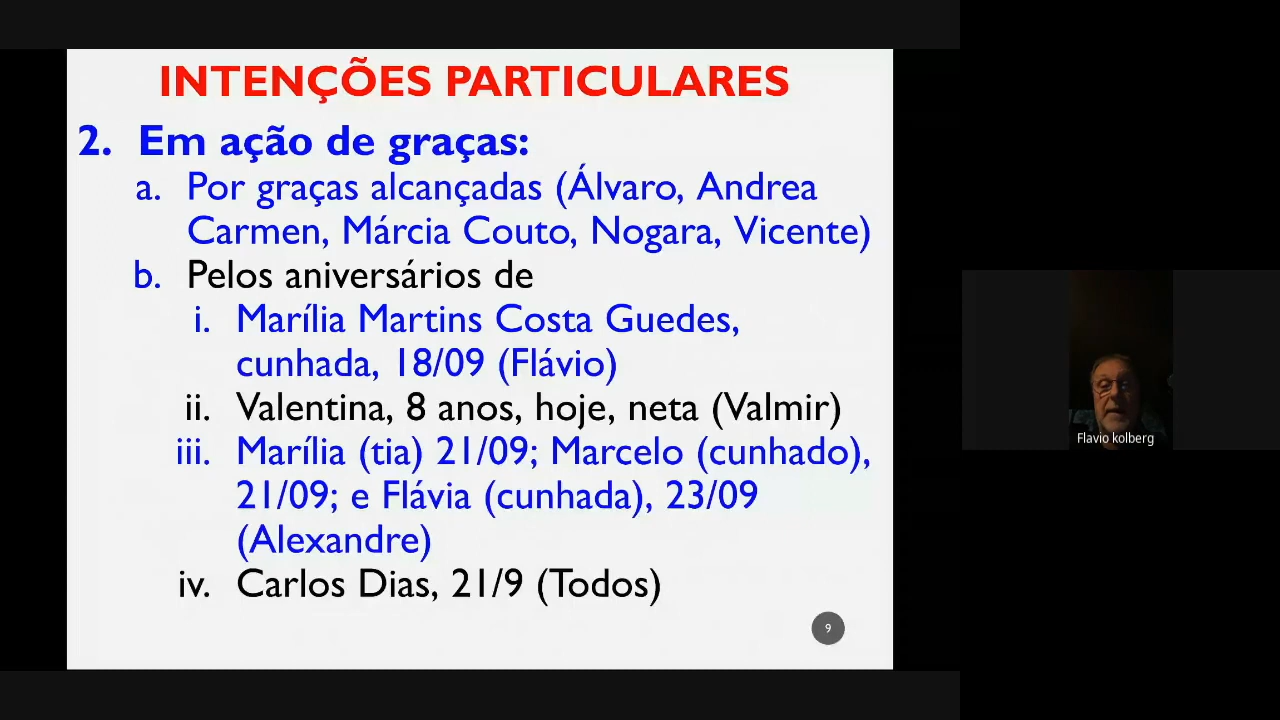 INTENÇÕES PARTICULARES
2. Em ação de graças:
a. Por graças alcançadas (Álvaro, Andrea
Carmen, Márcia Couto, Nogara, Vicente)
b. Pelos aniversários de
i. Marília Martins Costa Guedes,
cunhada, 18/09 (Flávio)
ii. Valentina, 8 anos, hoje, neta (Valmir)
iii. Marília (tia) 21/09; Marcelo (cunhado),
21/09; e Flávia (cunhada), 23/09
(Alexandre)
iv. Carlos Dias, 21/9 (Todos)
9
Flavio kolberg